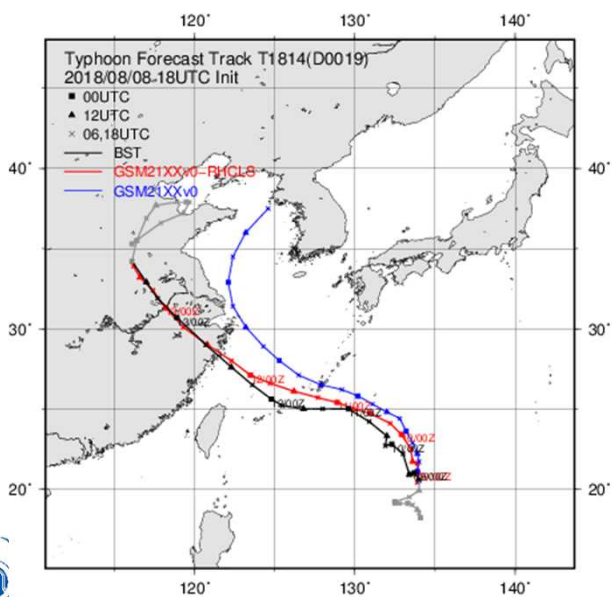 120° 130° 140°
Typhoon Forecast Track T1814(D0019)
2018/08/08-18UTC Init
00UTC
12UTC
06,18UTC
BST
GSM21XXv0-RHCLS
GSM21XXv0
40°
30°
20°
120° 130° 140°